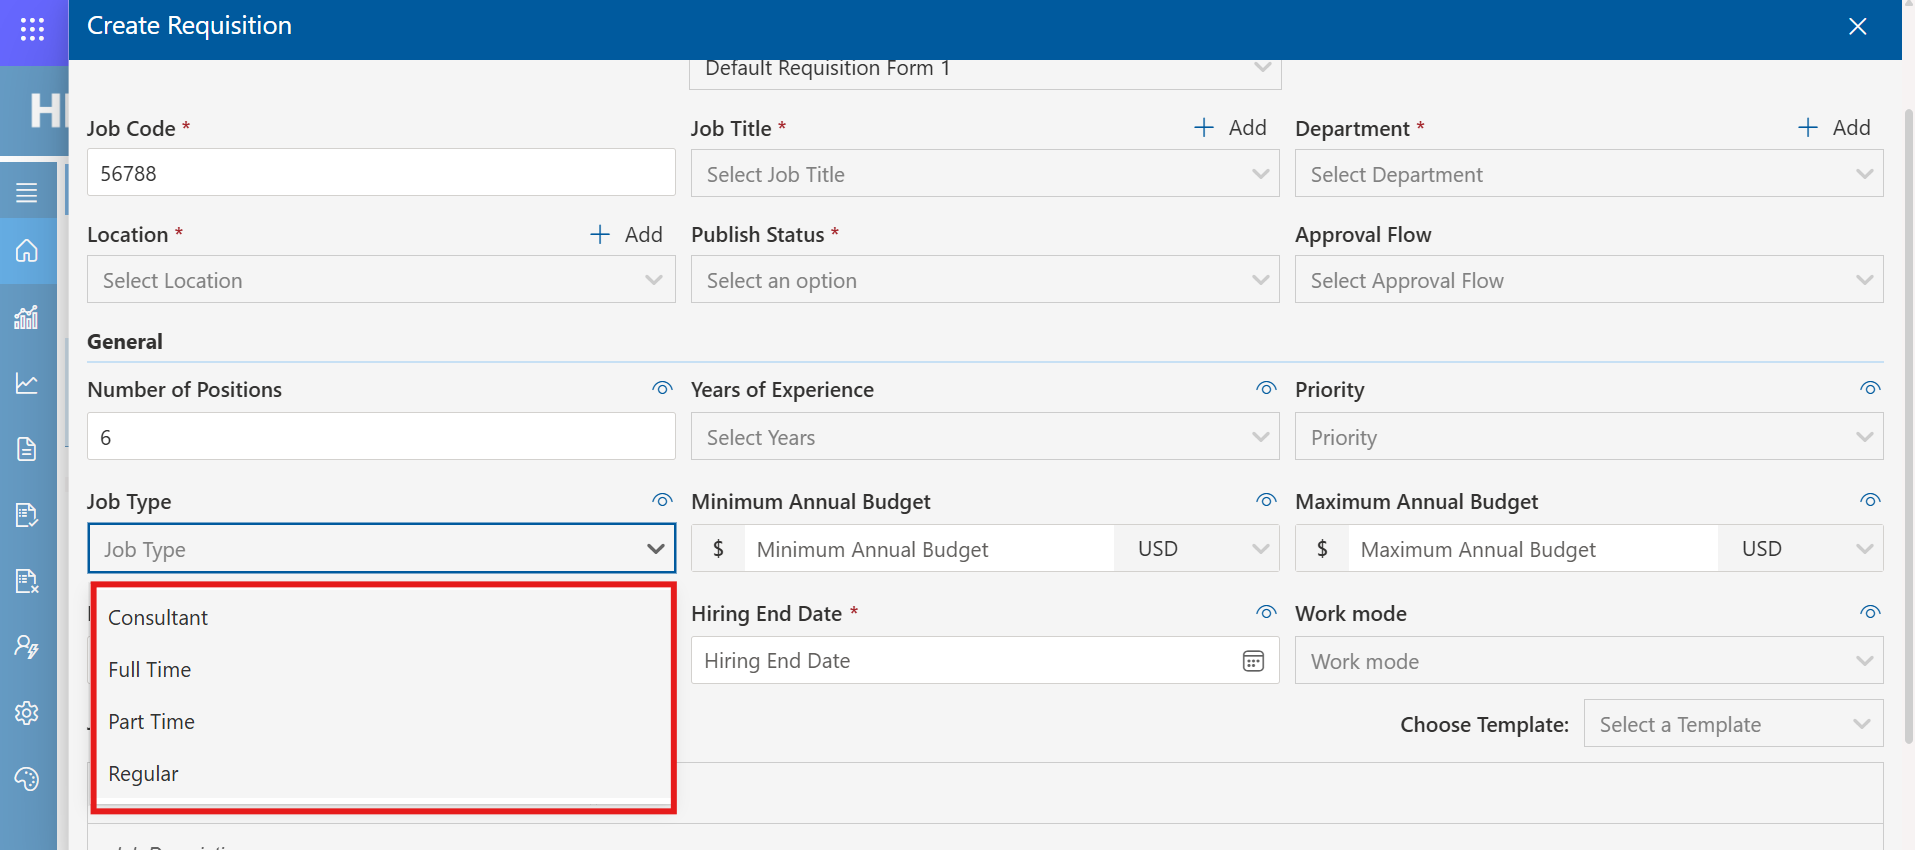 Create Requisition
Default Requisition Form 1
Job Code *
Job Title *
Add
Department *
Add
56788
Select Job Title
Select Department
Location *
Add
Publish Status *
Approval Flow
Select Location
Select an option
Select Approval Flow
General
Number of Positions
Years of Experience
Priority
6
Select Years
Priority
Job Type
Minimum Annual Budget
Maximum Annual Budget
Job Type
$ Minimum Annual Budget USD
$ Maximum Annual Budget USD
Consultant
Full Time
Part Time
Regular
Hiring End Date *
Work mode
Hiring End Date
Work mode
Choose Template:
Select a Template